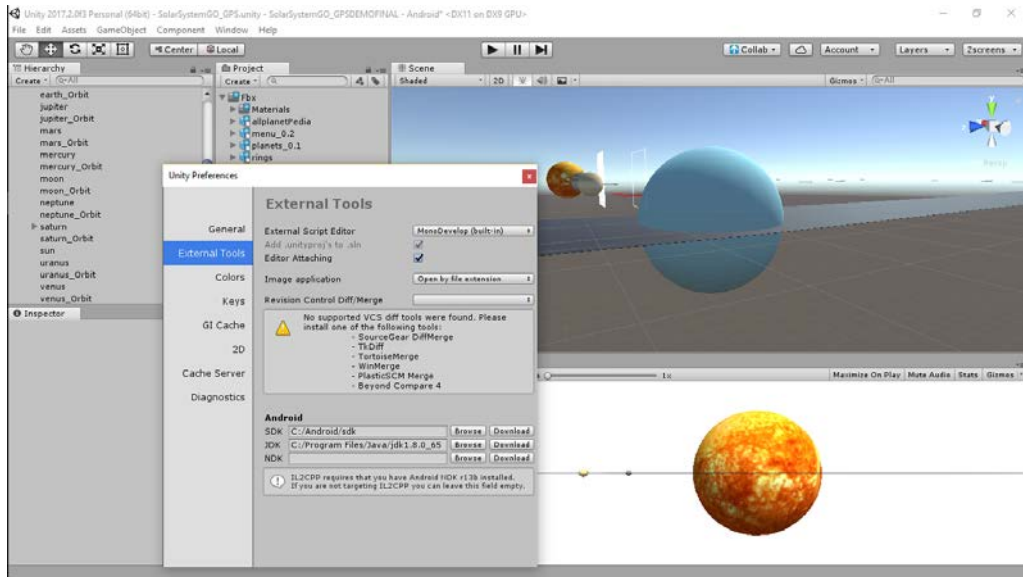 Unity 2017.2.0f3 Personal (64bit) - SolarSystemGO_GPS.unity - SolarSystemGO_GPSDEMOFINAL - Android* <DX11 on DX9 GPU>
File Edit Assets GameObject Component Window Help
Center Local Collab Account Layers 2screens
Hierarchy
Create All
earth_Orbit
jupiter
jupiter_Orbit
mars
mars_Orbit
mercury
mercury_Orbit
moon
moon_Orbit
neptune
neptune_Orbit
saturn
saturn_Orbit
sun
uranus
uranus_Orbit
venus
venus_Orbit
Inspector
Project
Create
Fbx
Materials
allplanetPedia
menu_0.2
planets_0.1
rings
Scene
Shaded 2D Gizmos All
Persp
Unity Preferences
General
External Tools
Colors
Keys
GI Cache
2D
Cache Server
Diagnostics
External Tools
External Script Editor MonoDevelop (built-in)
Add .unityproj's to .sln
Editor Attaching
Image application Open by file extension
Revision Control Diff/Merge
No supported VCS diff tools were found. Please
install one of the following tools:
- SourceGear DiffMerge
- TkDiff
- TortoiseMerge
- WinMerge
- PlasticSCM Merge
- Beyond Compare 4
Android
SDK C:/Android/sdk Browse Download
JDK C:/Program Files/Java/jdk1.8.0_65 Browse Download
NDK Browse Download
IL2CPP requires that you have Android NDK r13b installed.
If you are not targeting IL2CPP you can leave this field empty.
1x Maximize On Play Mute Audio Stats Gizmos